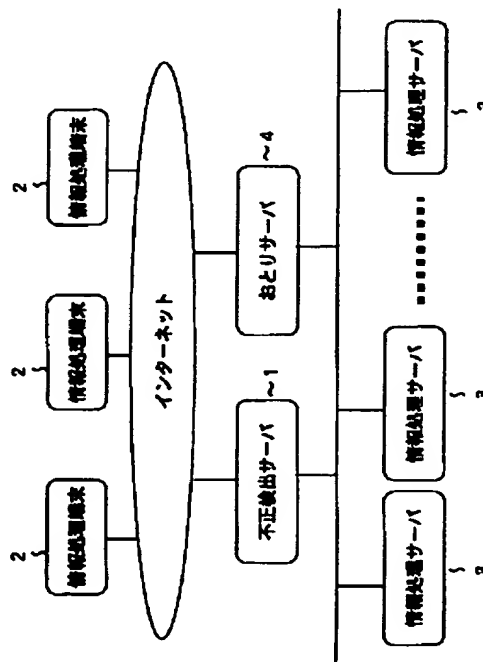 2
2
2
情報処理端末
情報処理端末
情報処理端末
インターネット
不正検出サーバ
~1
おとりサーバ
~4
情報処理サーバ
情報処理サーバ
情報処理サーバ